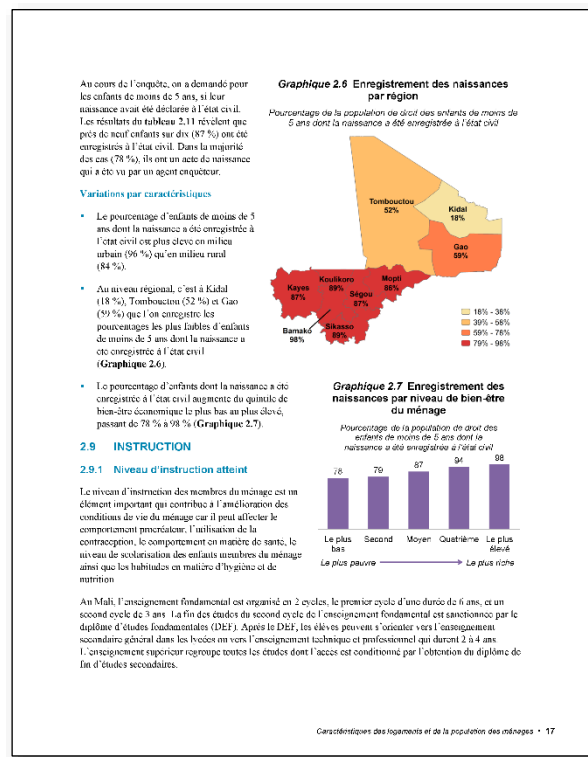 Au cours de l'enquête, on a demandé pour
les enfants de moins de 5 ans, si leur
naissance avait été déclarée à l'état civil.
Les résultats du tableau 2.11 révèlent que
près de neuf enfants sur dix (87 %) ont été
enregistrés à l'état civil. Dans la majorité
des cas (78 %), ils ont un acte de naissance
qui a été vu par un agent enquêteur.
Variations par caractéristiques
▪ Le pourcentage d'enfants de moins de 5
ans dont la naissance a été enregistrée à
l'état civil est plus élevé en milieu
urbain (96 %) qu'en milieu rural
(84 %).
▪ Au niveau régional, c'est à Kidal
(18 %), Tombouctou (52 %) et Gao
(59 %) que l'on enregistre les
pourcentages les plus faibles d'enfants
de moins de 5 ans dont la naissance a
été enregistrée à l'état civil
(Graphique 2.6).
▪ Le pourcentage d'enfants dont la naissance a été
enregistrée à l'état civil augmente du quintile de
bien-être économique le plus bas au plus élevé,
passant de 78 % à 98 % (Graphique 2.7).
Graphique 2.6 Enregistrement des naissances
par région
Pourcentage de la population de droit des enfants de moins de
5 ans dont la naissance a été enregistrée à l'état civil
Tombouctou
52%
Kidal
18%
Gao
59%
Kayes
87%
Koulikoro
89%
Mopti
86%
Ségou
87%
Bamako
98%
Sikasso
89%
18% - 38%
39% - 58%
59% - 78%
79% - 98%
Graphique 2.7 Enregistrement des
naissances par niveau de bien-être
du ménage
Pourcentage de la population de droit des
enfants de moins de 5 ans dont la
naissance a été enregistrée à l'état civil
78 79 87 94 98
Le plus bas Second Moyen Quatrième Le plus élevé
Le plus pauvre Le plus riche
2.9 INSTRUCTION
2.9.1 Niveau d'instruction atteint
Le niveau d'instruction des membres du ménage est un
élément important qui contribue à l'amélioration des
conditions de vie du ménage car il peut affecter le
comportement procréateur, l'utilisation de la
contraception, le comportement en matière de santé, le
niveau de scolarisation des enfants membres du ménage
ainsi que les habitudes en matière d'hygiène et de
nutrition
Au Mali, l'enseignement fondamental est organisé en 2 cycles, le premier cycle d'une durée de 6 ans, et un
second cycle de 3 ans. La fin des études du second cycle de l'enseignement fondamental est sanctionnée par le
diplôme d'études fondamentales (DEF). Après le DEF, les élèves peuvent s'orienter vers l'enseignement
secondaire général dans les lycées ou vers l'enseignement technique et professionnel qui durent 2 à 4 ans.
L'enseignement supérieur regroupe toutes les études dont l'accès est conditionné par l'obtention du diplôme de
fin d'études secondaires.
Caractéristiques des logements et de la population des ménages • 17